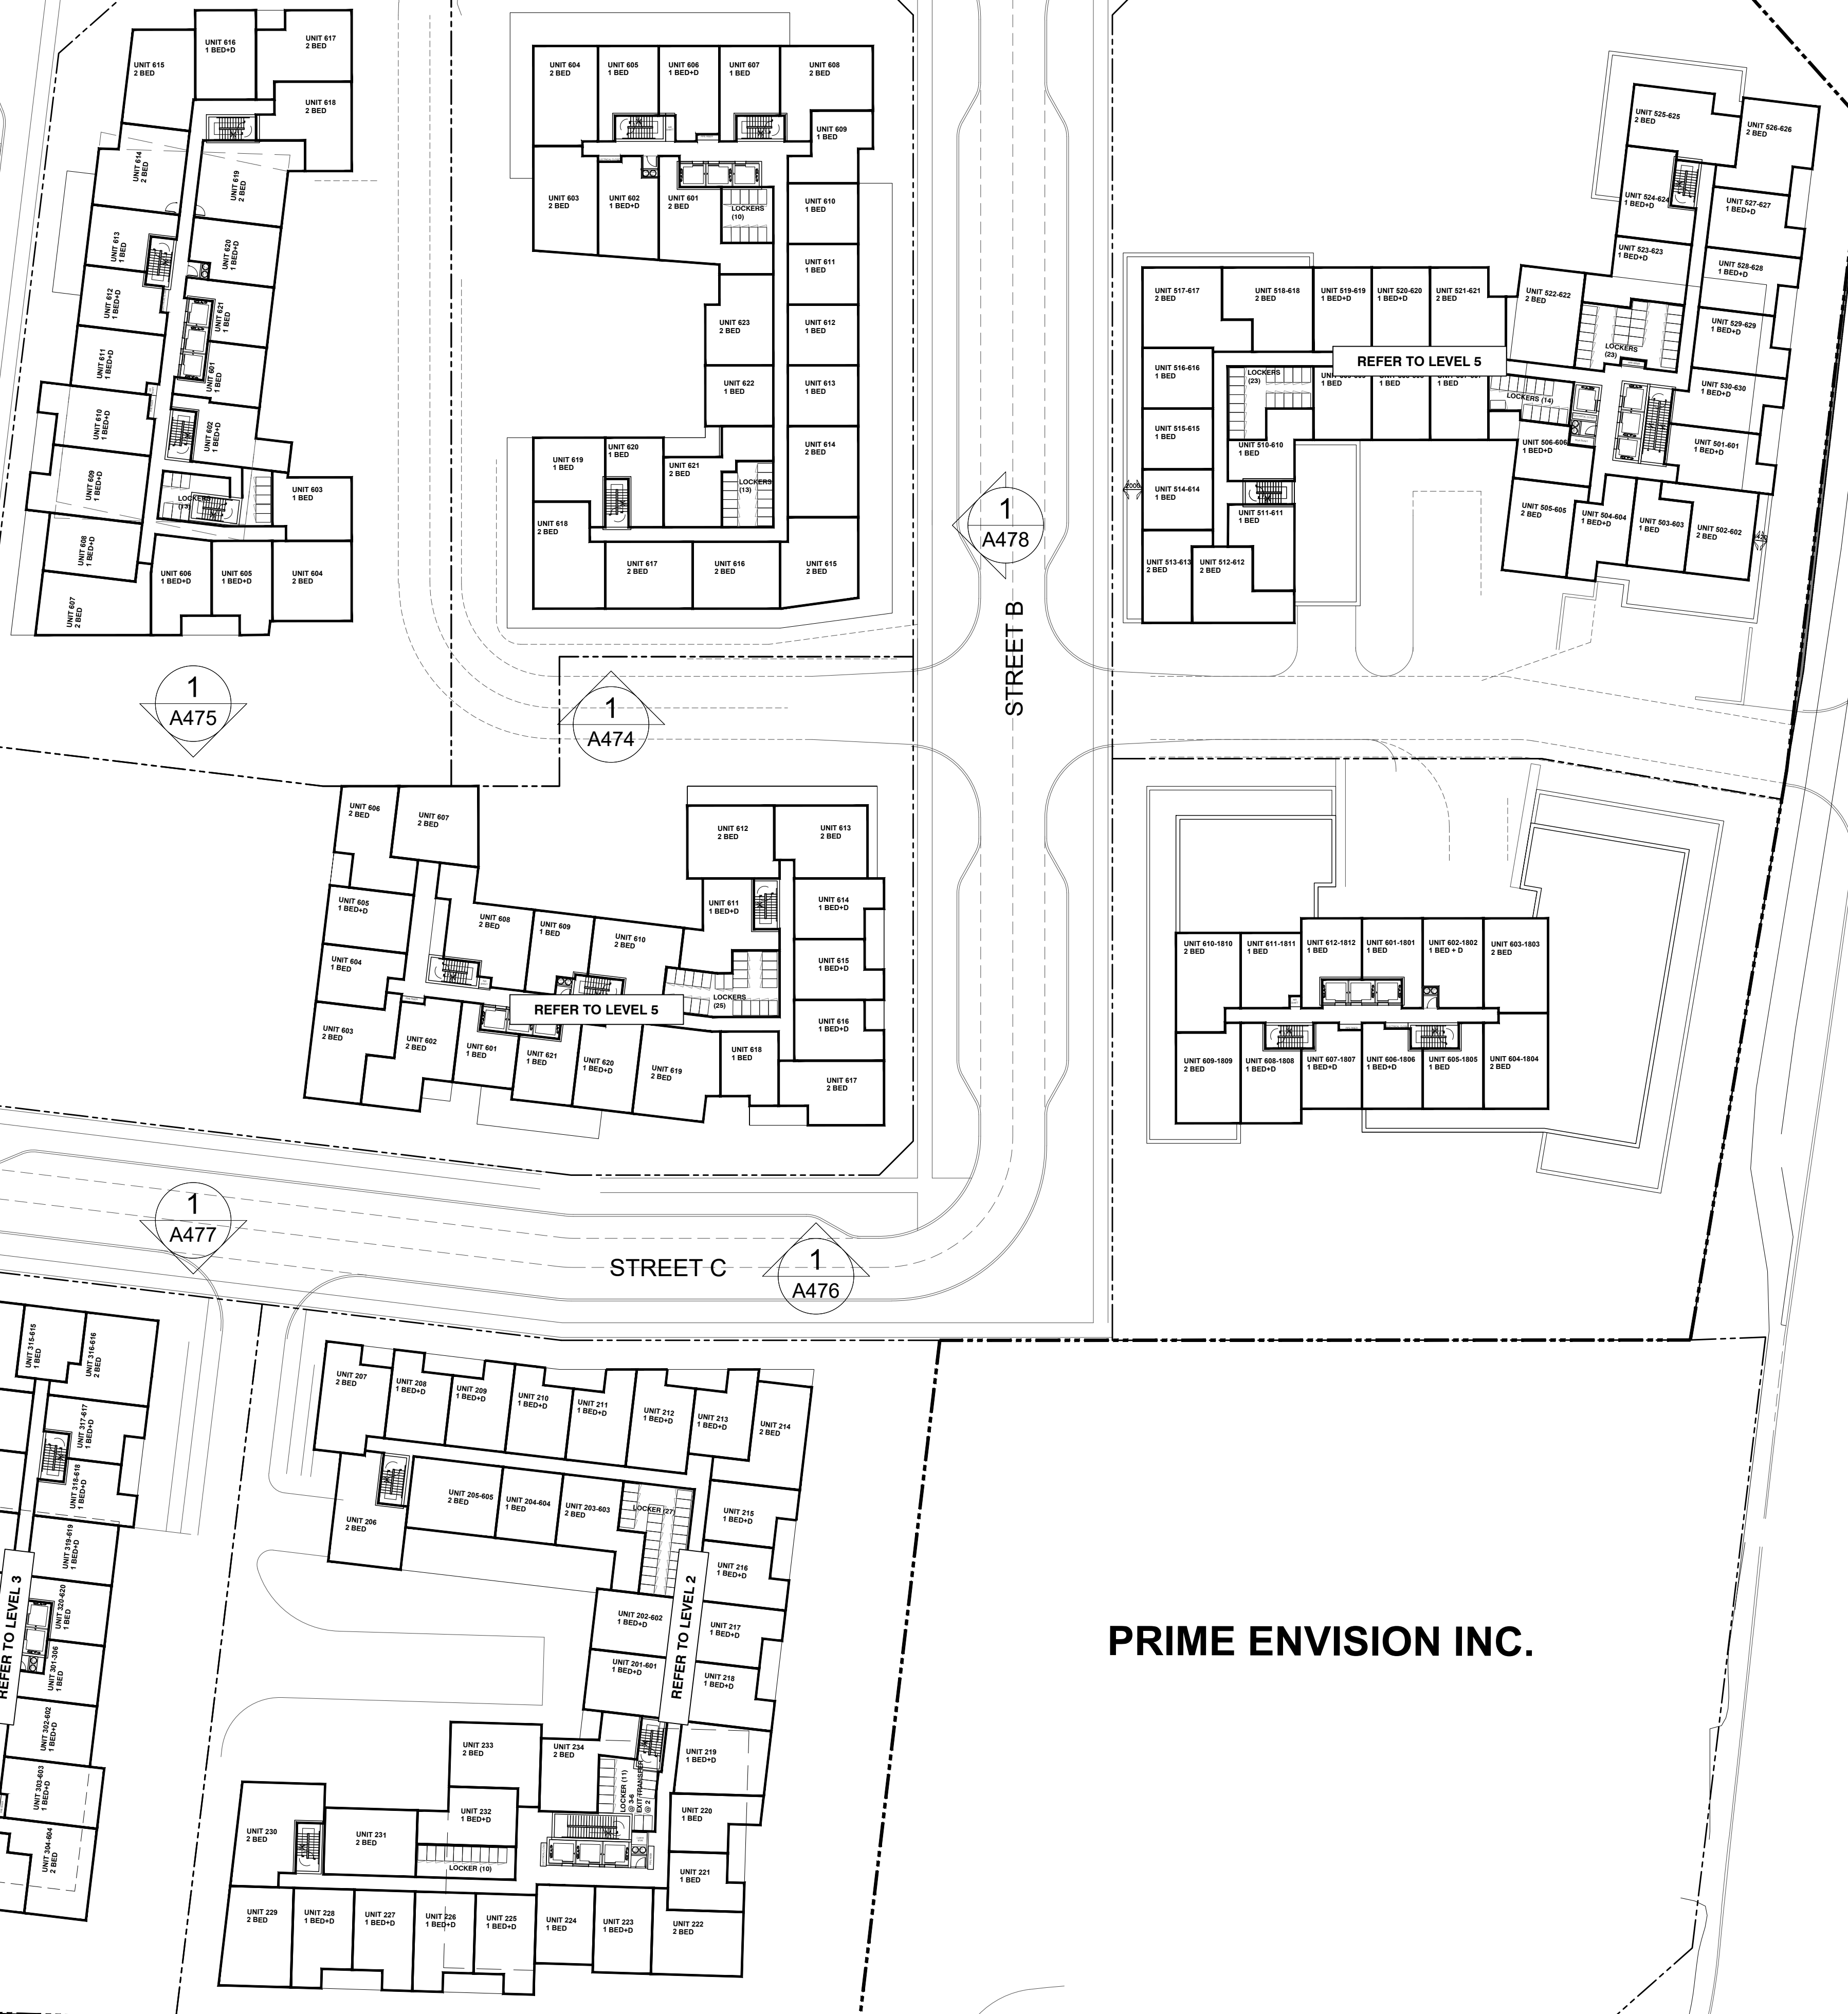 UNIT 615
2 BED
UNIT 616
1 BED+D
UNIT 617
2 BED
UNIT 618
2 BED
UNIT 614
2 BED
UNIT 619
2 BED
UNIT 613
1 BED
UNIT 620
1 BED+D
UNIT 612
1 BED+D
UNIT 621
1 BED
UNIT 611
1 BED+D
UNIT 601
1 BED
UNIT 610
1 BED+D
UNIT 602
1 BED+D
UNIT 609
1 BED+D
LOCKERS
(13)
UNIT 603
1 BED
UNIT 608
1 BED+D
UNIT 606
1 BED+D
UNIT 605
1 BED+D
UNIT 604
2 BED
UNIT 607
2 BED
1
A475
UNIT 604
2 BED
UNIT 605
1 BED
UNIT 606
1 BED+D
UNIT 607
1 BED
UNIT 608
2 BED
UNIT 609
1 BED
UNIT 603
2 BED
UNIT 602
1 BED+D
UNIT 601
2 BED
LOCKERS
(10)
UNIT 610
1 BED
UNIT 611
1 BED
UNIT 623
2 BED
UNIT 612
1 BED
UNIT 622
1 BED
UNIT 613
1 BED
UNIT 619
1 BED
UNIT 620
1 BED
UNIT 621
2 BED
LOCKERS
(13)
UNIT 614
2 BED
UNIT 618
2 BED
UNIT 617
2 BED
UNIT 616
2 BED
UNIT 615
2 BED
1
A474
1
A478
STREET B
UNIT 525-625
2 BED
UNIT 526-626
2 BED
UNIT 524-624
1 BED+D
UNIT 527-627
1 BED+D
UNIT 523-623
1 BED+D
UNIT 528-628
1 BED+D
UNIT 517-617
2 BED
UNIT 518-618
2 BED
UNIT 519-619
1 BED+D
UNIT 520-620
1 BED+D
UNIT 521-621
2 BED
UNIT 522-622
2 BED
UNIT 529-629
1 BED+D
LOCKERS
(23)
REFER TO LEVEL 5
UNIT 516-616
1 BED
LOCKERS
(23)
1 BED
1 BED
1 BED
LOCKERS (14)
UNIT 530-630
1 BED+D
UNIT 515-615
1 BED
UNIT 510-610
1 BED
UNIT 506-606
1 BED+D
UNIT 501-601
1 BED+D
UNIT 514-614
1 BED
UNIT 511-611
1 BED
UNIT 505-605
2 BED
UNIT 504-604
1 BED+D
UNIT 503-603
1 BED
UNIT 502-602
2 BED
UNIT 513-613
2 BED
UNIT 512-612
2 BED
UNIT 606
2 BED
UNIT 607
2 BED
UNIT 612
2 BED
UNIT 613
2 BED
UNIT 605
1 BED+D
UNIT 608
2 BED
UNIT 609
1 BED
UNIT 610
2 BED
UNIT 611
1 BED+D
UNIT 614
1 BED+D
UNIT 604
1 BED
UNIT 615
1 BED+D
REFER TO LEVEL 5
LOCKERS
(25)
UNIT 603
2 BED
UNIT 602
2 BED
UNIT 601
1 BED
UNIT 621
1 BED
UNIT 620
1 BED+D
UNIT 619
2 BED
UNIT 618
1 BED
UNIT 616
1 BED+D
UNIT 617
2 BED
UNIT 610-1810
2 BED
UNIT 611-1811
1 BED
UNIT 612-1812
1 BED
UNIT 601-1801
1 BED
UNIT 602-1802
1 BED + D
UNIT 603-1803
2 BED
UNIT 609-1809
2 BED
UNIT 608-1808
1 BED+D
UNIT 607-1807
1 BED+D
UNIT 606-1806
1 BED+D
UNIT 605-1805
1 BED
UNIT 604-1804
2 BED
1
A477
STREET C
1
A476
UNIT 315-615
1 BED
UNIT 316-616
2 BED
UNIT 317-617
1 BED+D
UNIT 318-618
1 BED+D
UNIT 319-619
1 BED+D
UNIT 320-620
1 BED
REFER TO LEVEL 3
UNIT 301-306
1 BED
UNIT 302-602
1 BED+D
UNIT 303-603
1 BED+D
UNIT 304-604
2 BED
UNIT 207
2 BED
UNIT 208
1 BED+D
UNIT 209
1 BED+D
UNIT 210
1 BED+D
UNIT 211
1 BED+D
UNIT 212
1 BED+D
UNIT 213
1 BED+D
UNIT 214
2 BED
UNIT 205-605
2 BED
UNIT 204-604
1 BED
UNIT 203-603
2 BED
LOCKER (27)
UNIT 215
1 BED+D
UNIT 206
2 BED
UNIT 216
1 BED+D
UNIT 202-602
1 BED+D
REFER TO LEVEL 2
UNIT 217
1 BED+D
UNIT 201-601
1 BED+D
UNIT 218
1 BED+D
UNIT 233
2 BED
UNIT 234
2 BED
UNIT 219
1 BED+D
LOCKER (11)
@ 3-6
EXIT TRANSFER
@ 2
UNIT 232
1 BED+D
UNIT 220
1 BED
UNIT 230
2 BED
UNIT 231
2 BED
LOCKER (10)
UNIT 221
1 BED
UNIT 229
2 BED
UNIT 228
1 BED+D
UNIT 227
1 BED+D
UNIT 226
1 BED+D
UNIT 225
1 BED+D
UNIT 224
1 BED
UNIT 223
1 BED+D
UNIT 222
2 BED
PRIME ENVISION INC.